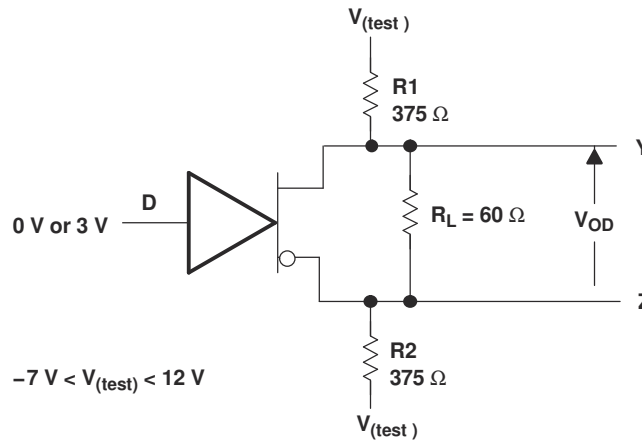 V(test)
R1
375 Ω
Y
D
0 V or 3 V
RL = 60 Ω
VOD
Z
R2
375 Ω
−7 V < V(test) < 12 V
V(test)